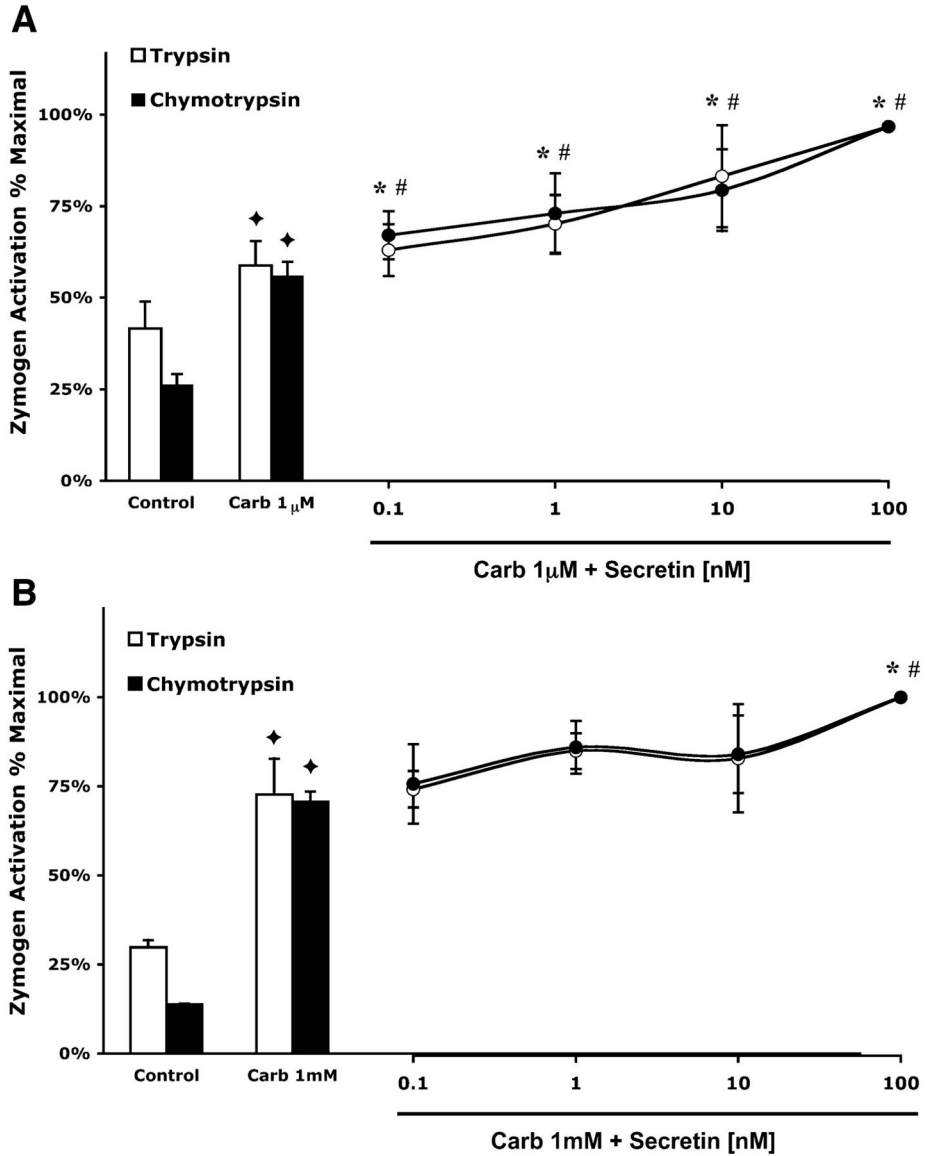 A
Trypsin
Chymotrypsin
Zymogen Activation % Maximal
100%
75%
50%
25%
0%
✦ ✦
* # * # * # * #
Control Carb 1 μM 0.1 1 10 100
Carb 1μM + Secretin [nM]
B
Trypsin
Chymotrypsin
Zymogen Activation % Maximal
100%
75%
50%
25%
0%
✦ ✦
* #
Control Carb 1mM 0.1 1 10 100
Carb 1mM + Secretin [nM]